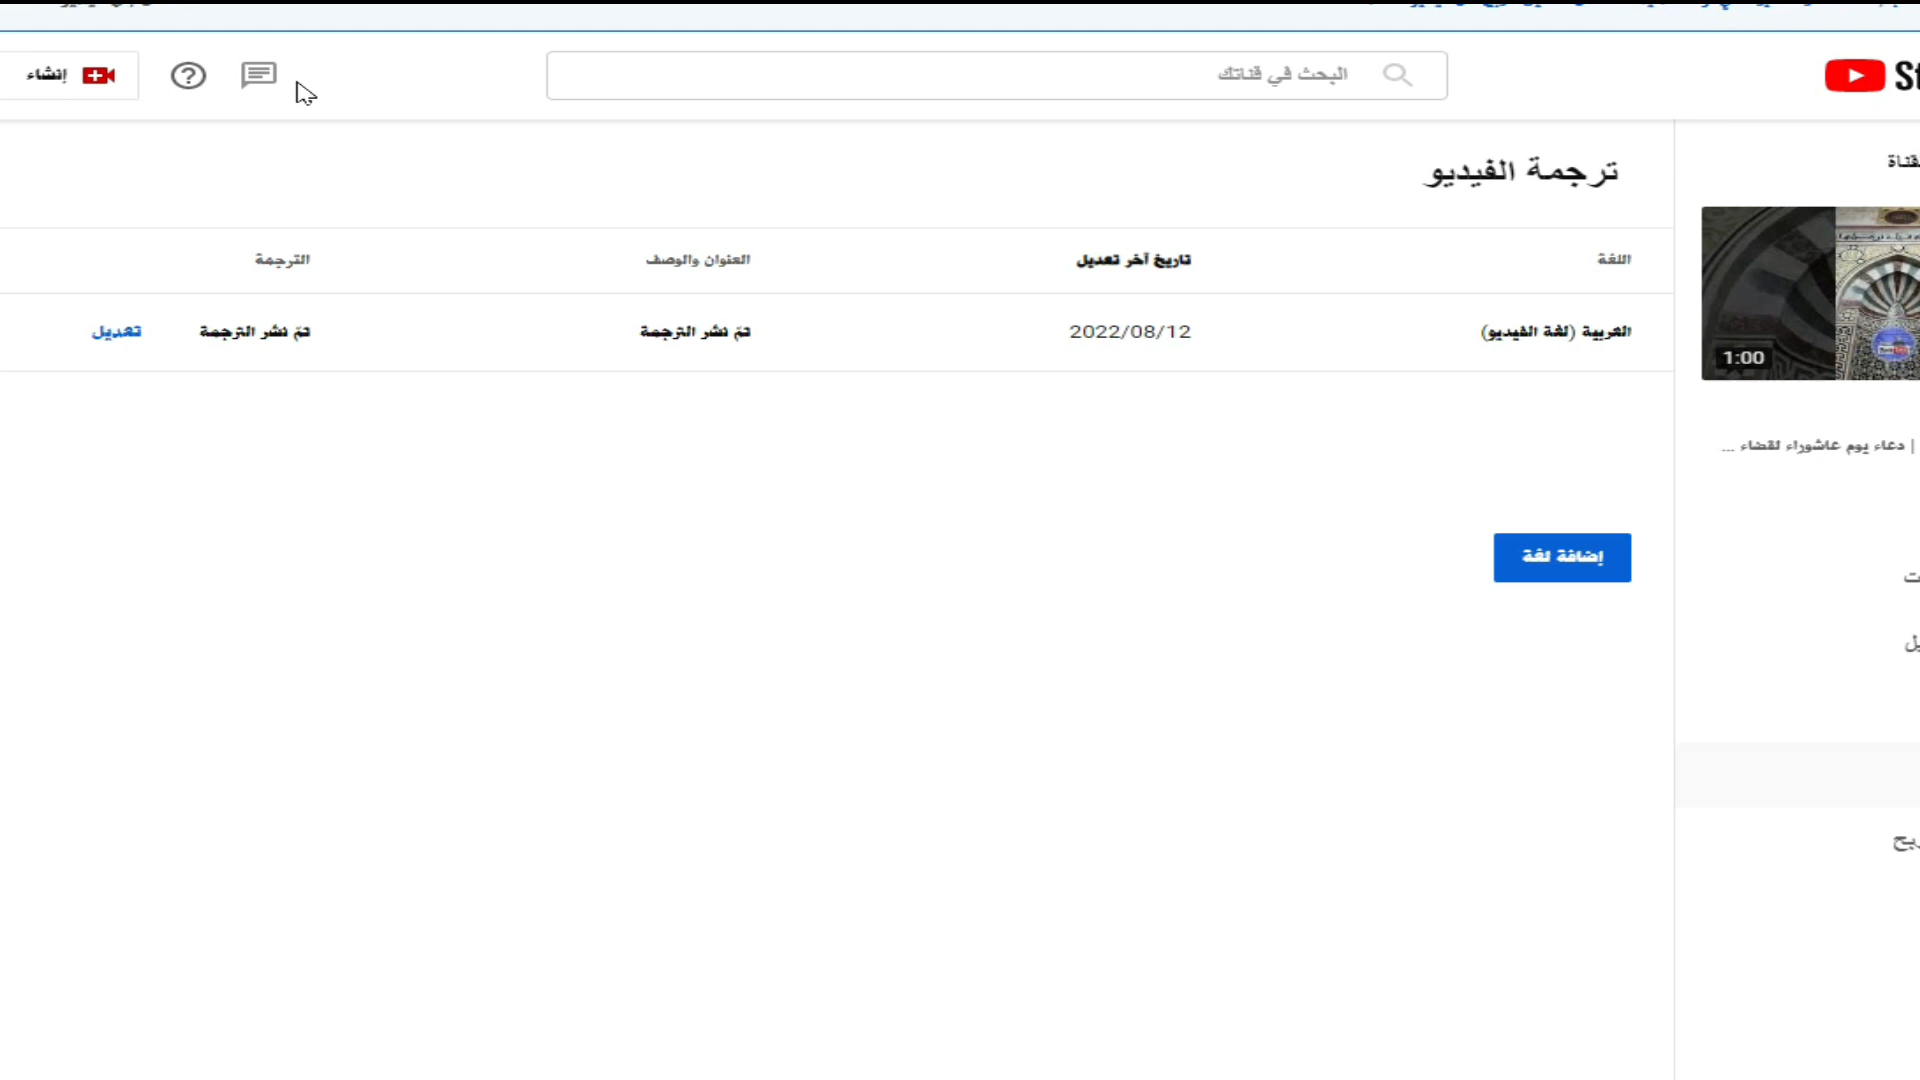 إنشاء
البحث في قناتك
ترجمة الفيديو
اللغة
تاريخ آخر تعديل
العنوان والوصف
الترجمة
العربية (لغة الفيديو)
2022/08/12
تمّ نشر الترجمة
تمّ نشر الترجمة
تعديل
1:00
| دعاء يوم عاشوراء لقضاء ...
إضافة لغة